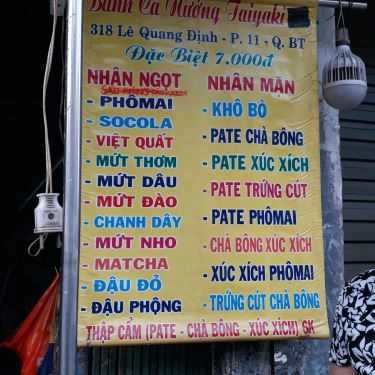 Bánh Cá Nướng Taiyaki
318 Lê Quang Định - P. 11 - Q. BT
Đặc Biệt 7.000đ
NHÂN NGỌT
- PHÔMAI
- SOCOLA
- VIỆT QUẤT
- MỨT THƠM
- MỨT DÂU
- MỨT ĐÀO
- CHANH DÂY
- MỨT NHO
- MATCHA
- ĐẬU ĐỎ
- ĐẬU PHỘNG
NHÂN MẶN
- KHÔ BÒ
- PATE CHÀ BÔNG
- PATE XÚC XÍCH
- PATE TRỨNG CÚT
- PATE PHÔMAI
- CHÀ BÔNG XÚC XÍCH
- XÚC XÍCH PHÔMAI
- TRỨNG CÚT CHÀ BÔNG
THẬP CẨM (PATE - CHÀ BÔNG - XÚC XÍCH) 6K